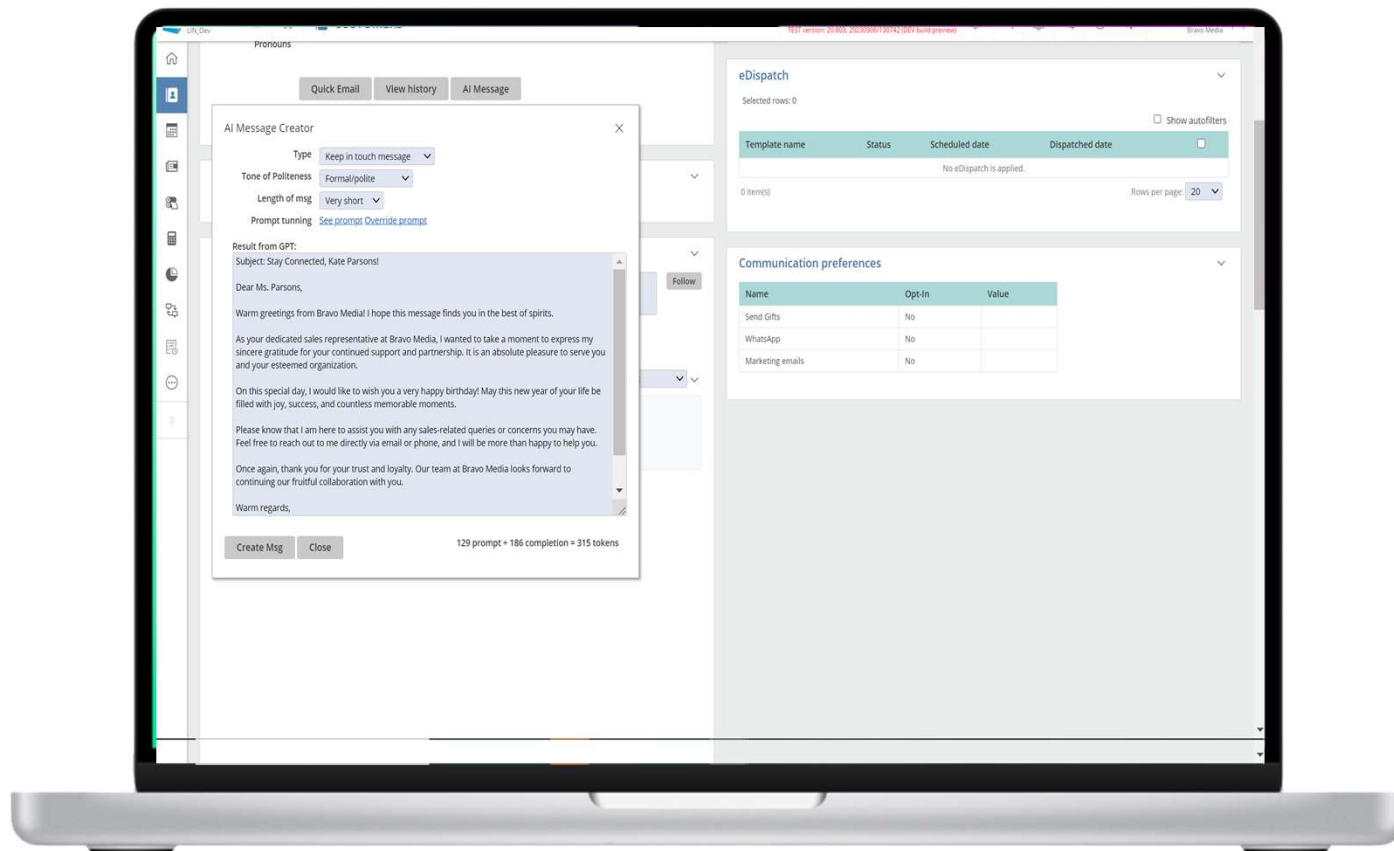 LIN_Dev
TEST version: 20.803, 20230906/130742 (DEV build preview)
Bravo Media
Pronouns
Quick Email View history AI Message
AI Message Creator
Type Keep in touch message
Tone of Politeness Formal/polite
Length of msg Very short
Prompt tunning See prompt Override prompt
Result from GPT:
Subject: Stay Connected, Kate Parsons!
Dear Ms. Parsons,
Warm greetings from Bravo Media! I hope this message finds you in the best of spirits.
As your dedicated sales representative at Bravo Media, I wanted to take a moment to express my
sincere gratitude for your continued support and partnership. It is an absolute pleasure to serve you
and your esteemed organization.
On this special day, I would like to wish you a very happy birthday! May this new year of your life be
filled with joy, success, and countless memorable moments.
Please know that I am here to assist you with any sales-related queries or concerns you may have.
Feel free to reach out to me directly via email or phone, and I will be more than happy to help you.
Once again, thank you for your trust and loyalty. Our team at Bravo Media looks forward to
continuing our fruitful collaboration with you.
Warm regards,
Create Msg Close 129 prompt + 186 completion = 315 tokens
Follow
eDispatch
Selected rows: 0
Show autofilters
Template name Status Scheduled date Dispatched date
No eDispatch is applied.
0 item(s) Rows per page: 20
Communication preferences
Name Opt-In Value
Send Gifts No
WhatsApp No
Marketing emails No